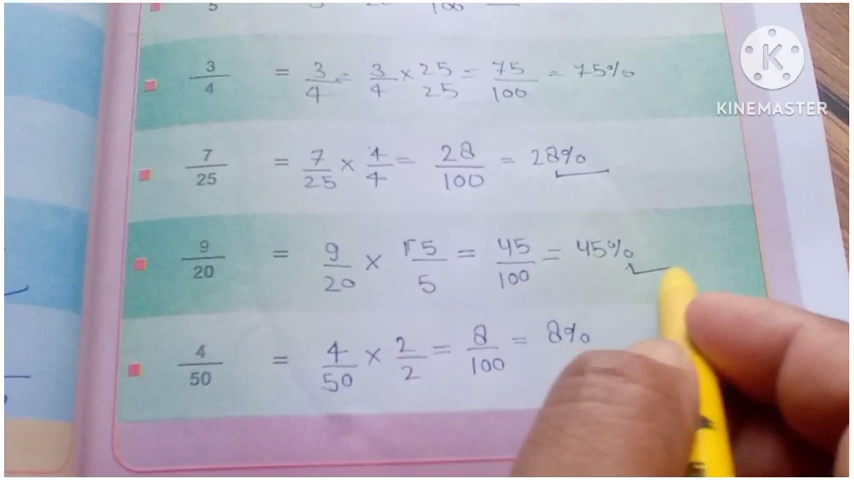 5 100
3/4 = 3/4 = 3/4 × 25/25 = 75/100 = 75%
KINEMASTER
7/25 = 7/25 × 4/4 = 28/100 = 28%
9/20 = 9/20 × 5/5 = 45/100 = 45%
4/50 = 4/50 × 2/2 = 8/100 = 8%